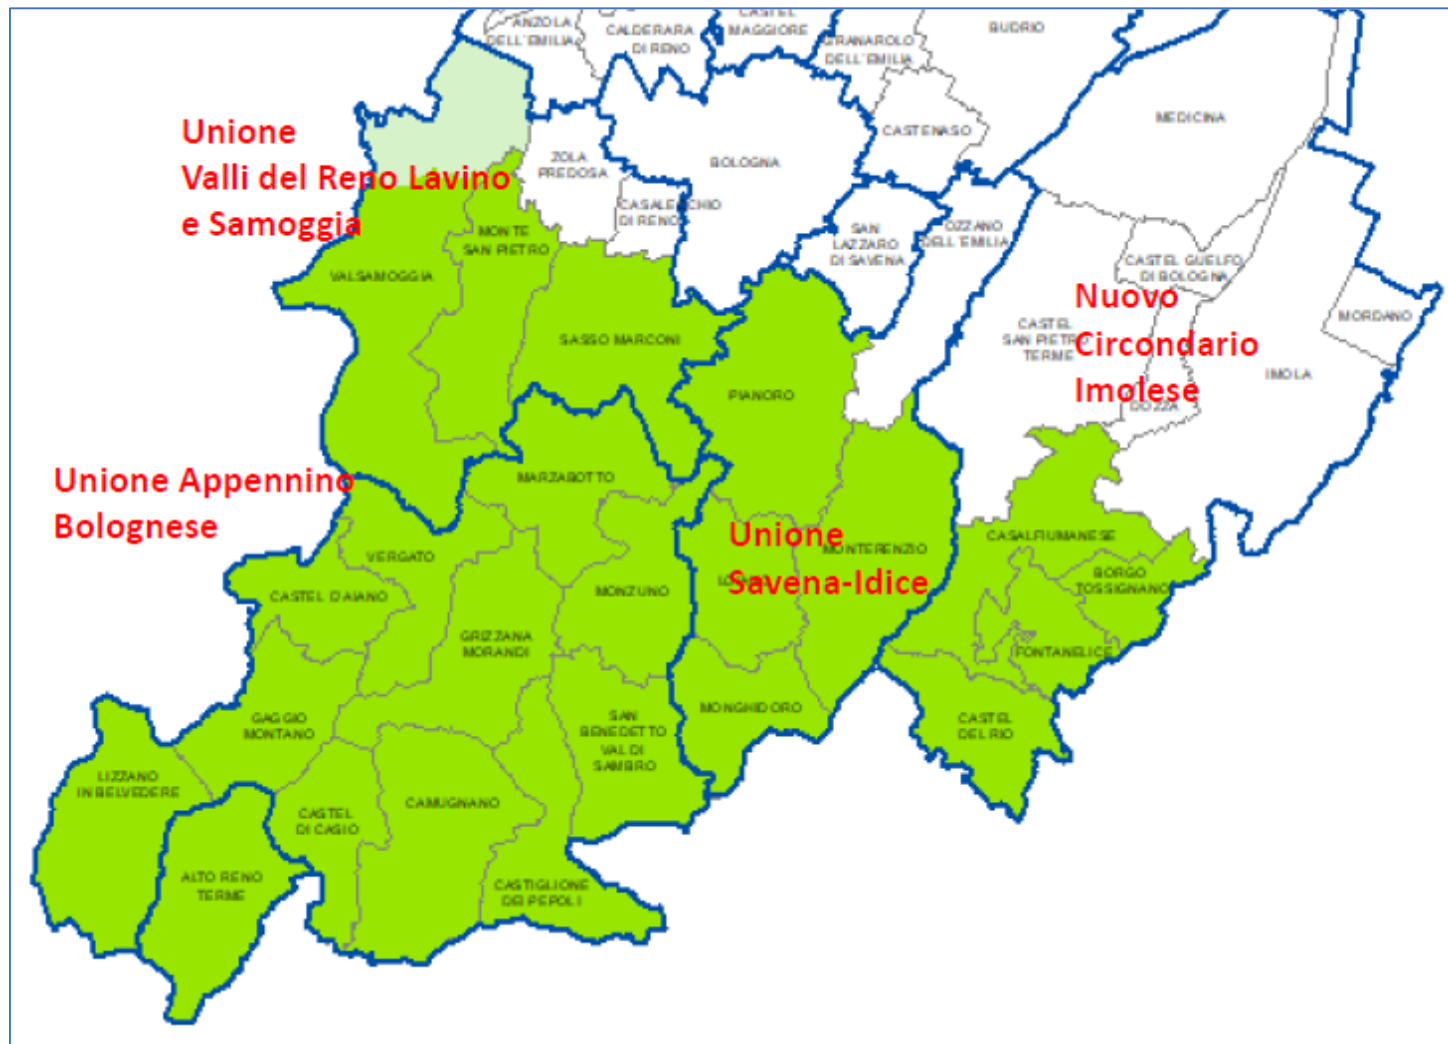 ANZOLA
DELL'EMILIA
CALDERARA
DI RENO
CASTEL
MAGGIORE
GRANAROLO
DELL'EMILIA
BUDRIO
MEDICINA
CASTENASO
Unione
Valli del Reno Lavino
e Samoggia
ZOLA
PREDOSA
BOLOGNA
CASALECCHIO
DI RENO
SAN
LAZZARO
DI SAVENA
OZZANO
DELL'EMILIA
CASTEL GUELFO
DI BOLOGNA
MONTE
SAN PIETRO
VALSAMOGGIA
Nuovo
Circondario
Imolese
CASTEL
SAN PIETRO
TERME
MORDANO
IMOLA
DOZZA
SASSO MARCONI
PIANORO
Unione Appennino
Bolognese
MARZABOTTO
VERGATO
Unione
Savena-Idice
MONTERENZIO
CASALFIUMANESE
BORGO
TOSSIGNANO
CASTEL D'AIANO
MONZUNO
GRIZZANA
MORANDI
FONTANELICE
MONGHIDORO
GAGGIO
MONTANO
SAN
BENEDETTO
VAL DI
SAMBRO
CASTEL
DEL RIO
LIZZANO
IN BELVEDERE
CASTEL
DI CASIO
CAMUGNANO
ALTO RENO
TERME
CASTIGLIONE
DEI PEPOLI